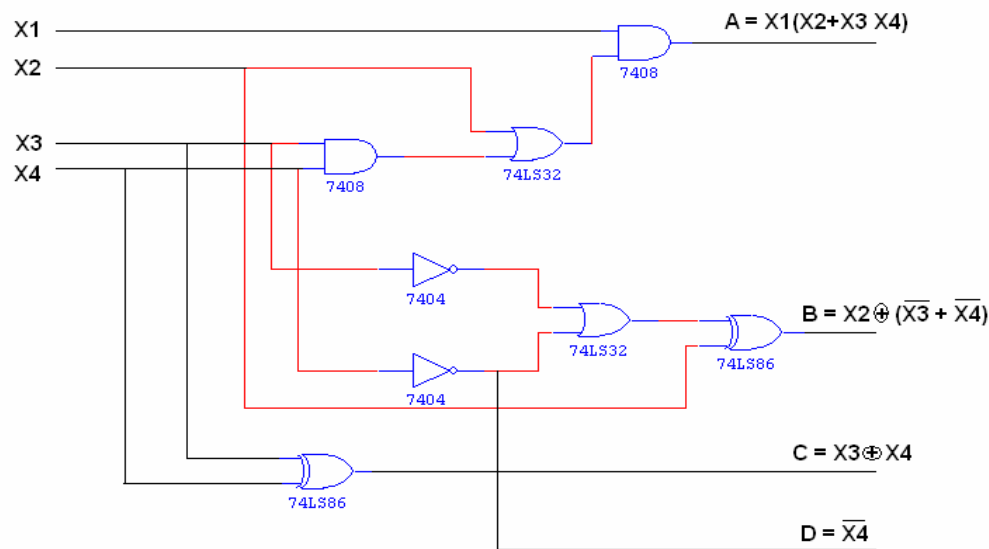 X1
A = X1(X2+X3 X4)
X2
7408
X3
X4
7408
74LS32
7404
B = X2 ⊕ (X̅3̅ + X̅4̅)
74LS32
74LS86
7404
C = X3 ⊕ X4
74LS86
D = X̅4̅